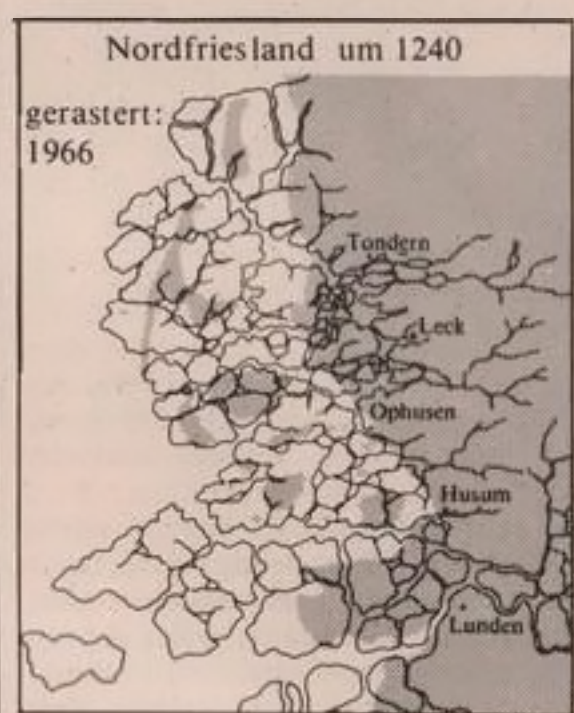 Nordfriesland um 1240
gerastert:
1966
Tondern
Leck
Ophusen
Husum
Lunden